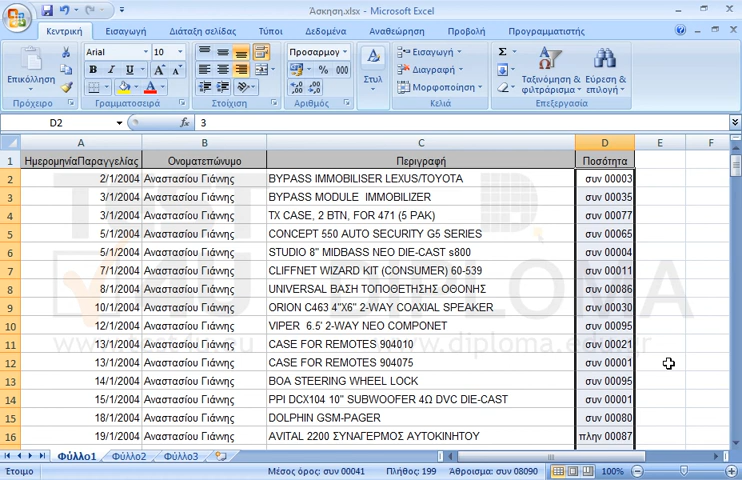 Άσκηση.xlsx - Microsoft Excel
Κεντρική Εισαγωγή Διάταξη σελίδας Τύποι Δεδομένα Αναθεώρηση Προβολή Προγραμματιστής
Επικόλληση
Πρόχειρο
Arial 10
B I U
Γραμματοσειρά
Στοίχιση
Προσαρμογ
% 000
Αριθμός
Στυλ
Εισαγωγή
Διαγραφή
Μορφοποίηση
Κελιά
Ταξινόμηση & φιλτράρισμα
Εύρεση & επιλογή
Επεξεργασία
D2 fx 3
A B C D E F
1 ΗμερομηνίαΠαραγγελίας Ονοματεπώνυμο Περιγραφή Ποσότητα
2 2/1/2004 Αναστασίου Γιάννης BYPASS IMMOBILISER LEXUS/TOYOTA συν 00003
3 3/1/2004 Αναστασίου Γιάννης BYPASS MODULE IMMOBILIZER συν 00035
4 3/1/2004 Αναστασίου Γιάννης TX CASE, 2 BTN, FOR 471 (5 PAK) συν 00077
5 5/1/2004 Αναστασίου Γιάννης CONCEPT 550 AUTO SECURITY G5 SERIES συν 00065
6 5/1/2004 Αναστασίου Γιάννης STUDIO 8" MIDBASS NEO DIE-CAST s800 συν 00004
7 7/1/2004 Αναστασίου Γιάννης CLIFFNET WIZARD KIT (CONSUMER) 60-539 συν 00011
8 8/1/2004 Αναστασίου Γιάννης UNIVERSAL ΒΑΣΗ ΤΟΠΟΘΕΤΗΣΗΣ ΟΘΟΝΗΣ συν 00086
9 10/1/2004 Αναστασίου Γιάννης ORION C463 4"X6" 2-WAY COAXIAL SPEAKER συν 00030
10 12/1/2004 Αναστασίου Γιάννης VIPER 6.5' 2-WAY NEO COMPONET συν 00095
11 13/1/2004 Αναστασίου Γιάννης CASE FOR REMOTES 904010 συν 00021
12 13/1/2004 Αναστασίου Γιάννης CASE FOR REMOTES 904075 συν 00001
13 14/1/2004 Αναστασίου Γιάννης BOA STEERING WHEEL LOCK συν 00095
14 15/1/2004 Αναστασίου Γιάννης PPI DCX104 10" SUBWOOFER 4Ω DVC DIE-CAST συν 00001
15 18/1/2004 Αναστασίου Γιάννης DOLPHIN GSM-PAGER συν 00080
16 19/1/2004 Αναστασίου Γιάννης AVITAL 2200 ΣΥΝΑΓΕΡΜΟΣ ΑΥΤΟΚΙΝΗΤΟΥ πλην 00087
Φύλλο1 Φύλλο2 Φύλλο3
Έτοιμο Μέσος όρος: συν 00041 Πλήθος: 199 Άθροισμα: συν 08090 100%